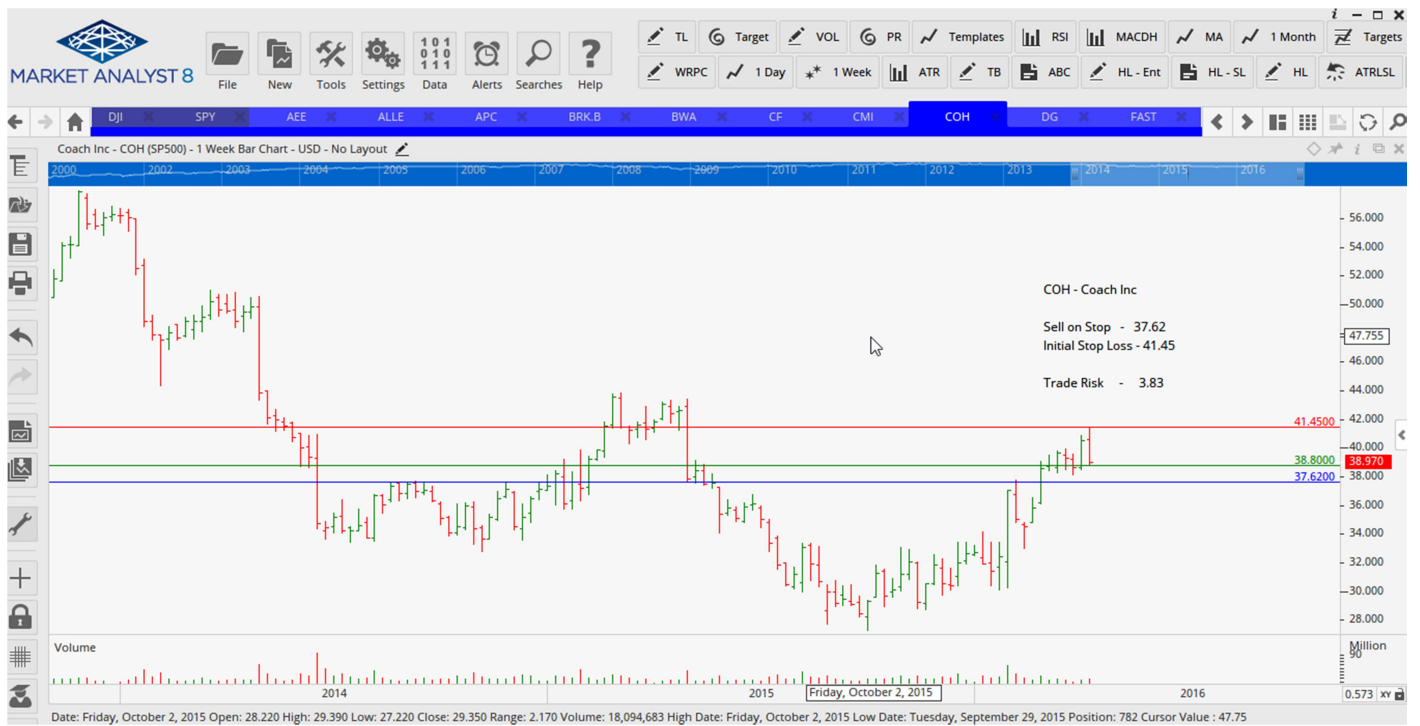 MARKET ANALYST 8
File New Tools Settings Data Alerts Searches Help
101
010
111
TL Target VOL PR Templates RSI MACDH MA 1 Month Targets
WRPC 1 Day 1 Week ATR TB ABC HL - Ent HL - SL HL ATRLSL
DJI SPY AEE ALLE APC BRK.B BWA CF CMI COH DG FAST
Coach Inc - COH (SP500) - 1 Week Bar Chart - USD - No Layout
2000 2002 2003 2004 2005 2006 2007 2008 2009 2010 2011 2012 2013 2014 2015 2016
56.000
54.000
52.000
50.000
47.755
46.000
44.000
42.000
40.000
38.970
38.000
36.000
34.000
32.000
30.000
28.000
COH - Coach Inc
Sell on Stop - 37.62
Initial Stop Loss - 41.45
Trade Risk - 3.83
41.4500
38.8000
37.6200
Volume
Million
90
2014 2015 Friday, October 2, 2015 2016 0.573 XY
Date: Friday, October 2, 2015 Open: 28.220 High: 29.390 Low: 27.220 Close: 29.350 Range: 2.170 Volume: 18,094,683 High Date: Friday, October 2, 2015 Low Date: Tuesday, September 29, 2015 Position: 782 Cursor Value : 47.75